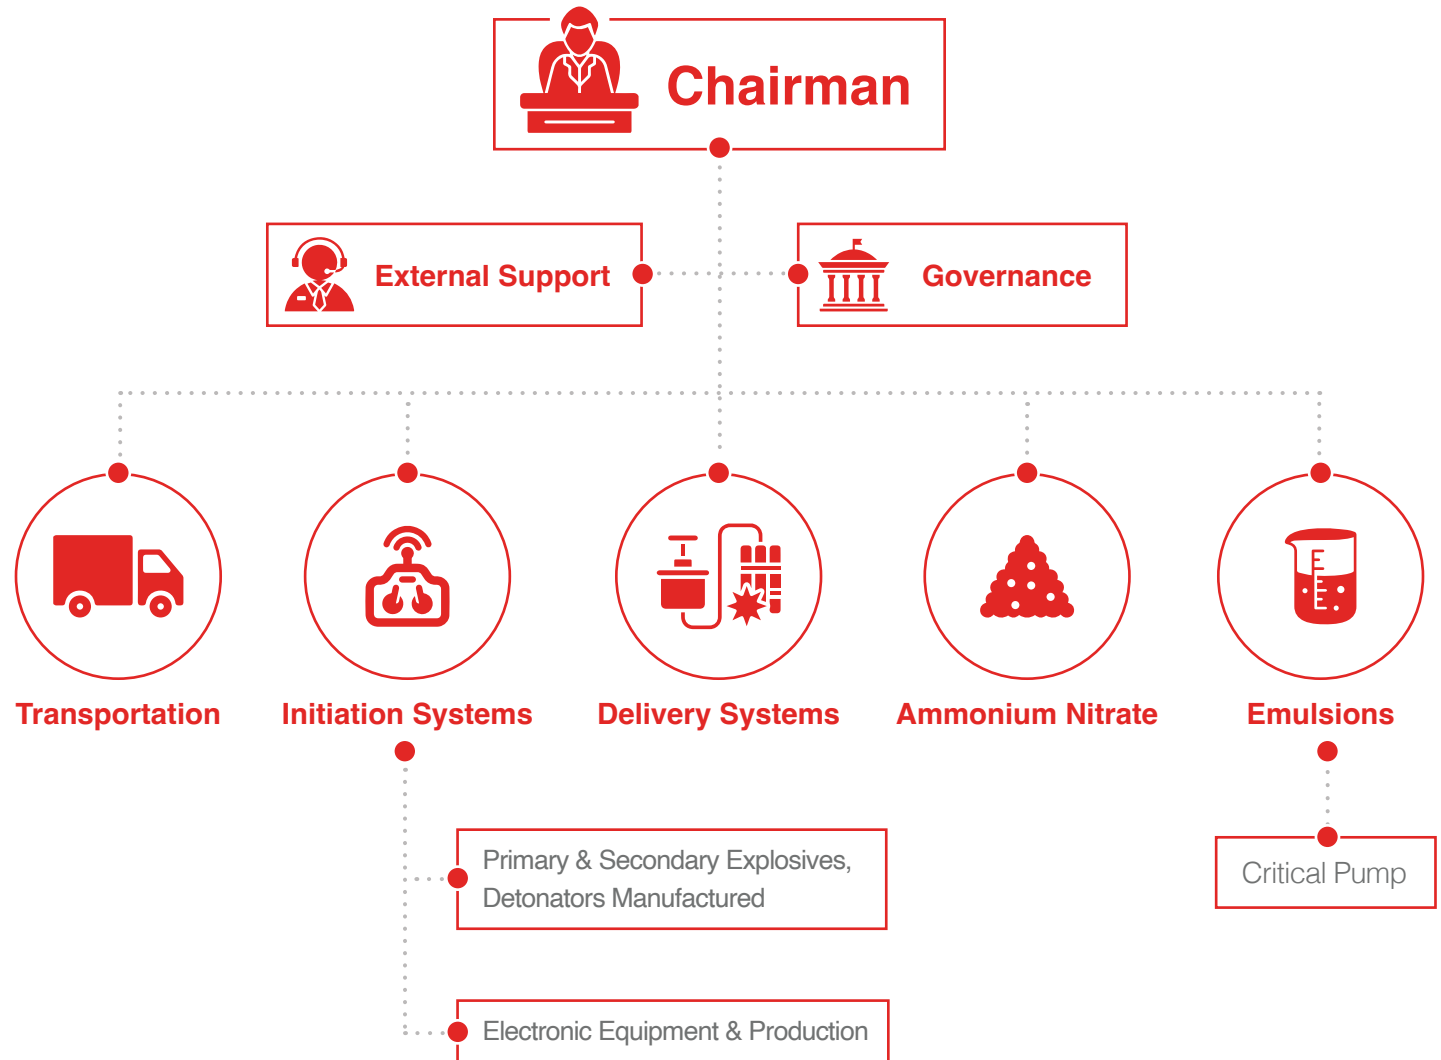 Chairman
External Support
Governance
Transportation
Initiation Systems
Delivery Systems
Ammonium Nitrate
Emulsions
Primary & Secondary Explosives,
Detonators Manufactured
Critical Pump
Electronic Equipment & Production